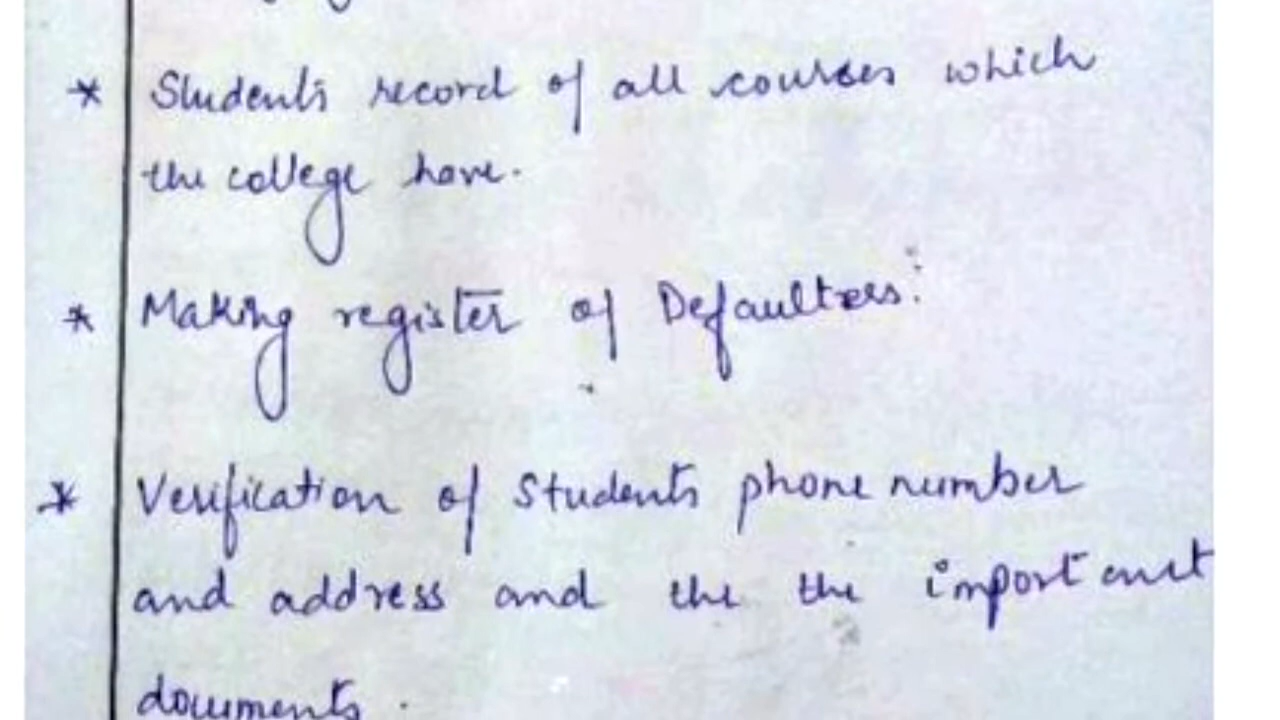 * Students record of all courses which
the college have.
* Making register of Defaulters.
* Verification of Students phone number
and address and the the important
documents.